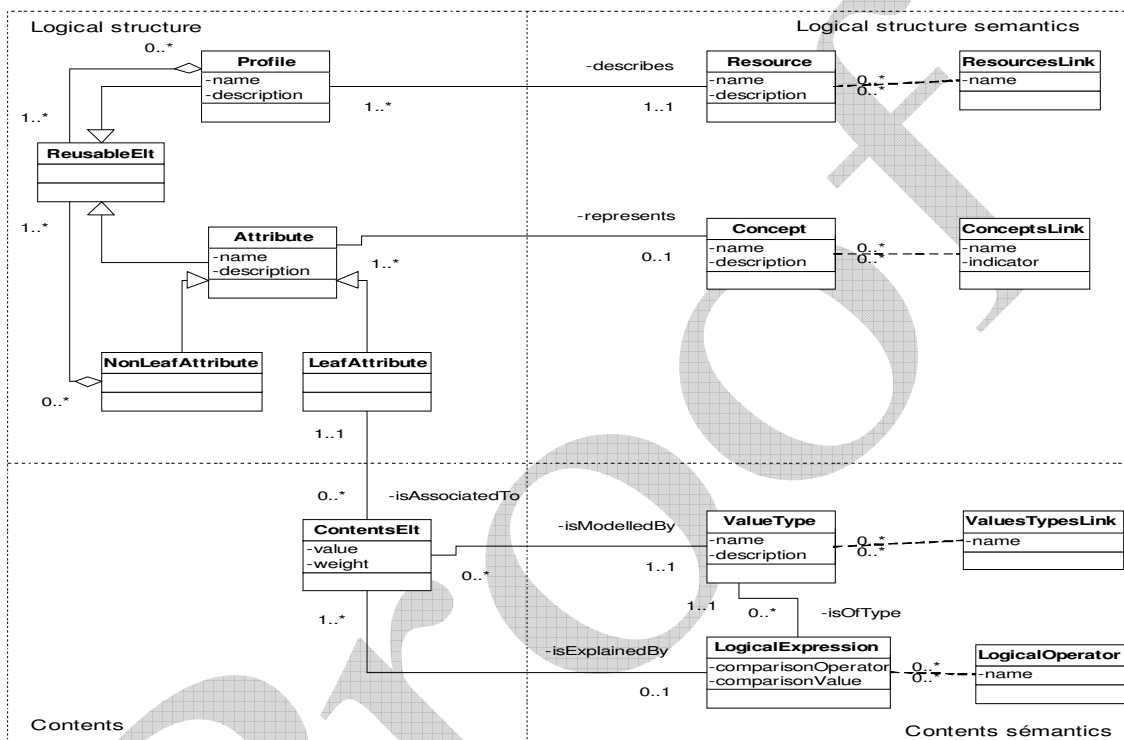 Logical structure
Logical structure semantics
0..*
Profile
-name
-description
-describes
1..*
1..1
Resource
-name
-description
0..*
0..*
ResourcesLink
-name
1..*
ReusableElt
1..*
Attribute
-name
-description
-represents
1..*
0..1
Concept
-name
-description
0..*
0..*
ConceptsLink
-name
-indicator
NonLeafAttribute
LeafAttribute
0..*
1..1
0..*
-isAssociatedTo
ContentsElt
-value
-weight
-isModelledBy
0..*
1..1
ValueType
-name
-description
0..*
0..*
ValuesTypesLink
-name
1..*
1..1
0..*
-isOfType
-isExplainedBy
0..1
LogicalExpression
-comparisonOperator
-comparisonValue
0..*
0..*
LogicalOperator
-name
Contents
Contents sémantics
Proof